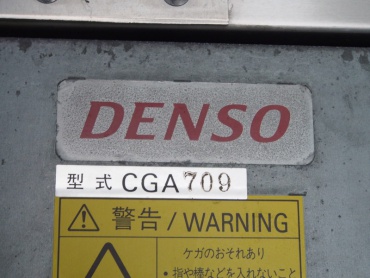 DENSO
型式 CGA709
警告/WARNING
ケガのおそれあり
・指や棒などを入れないこと